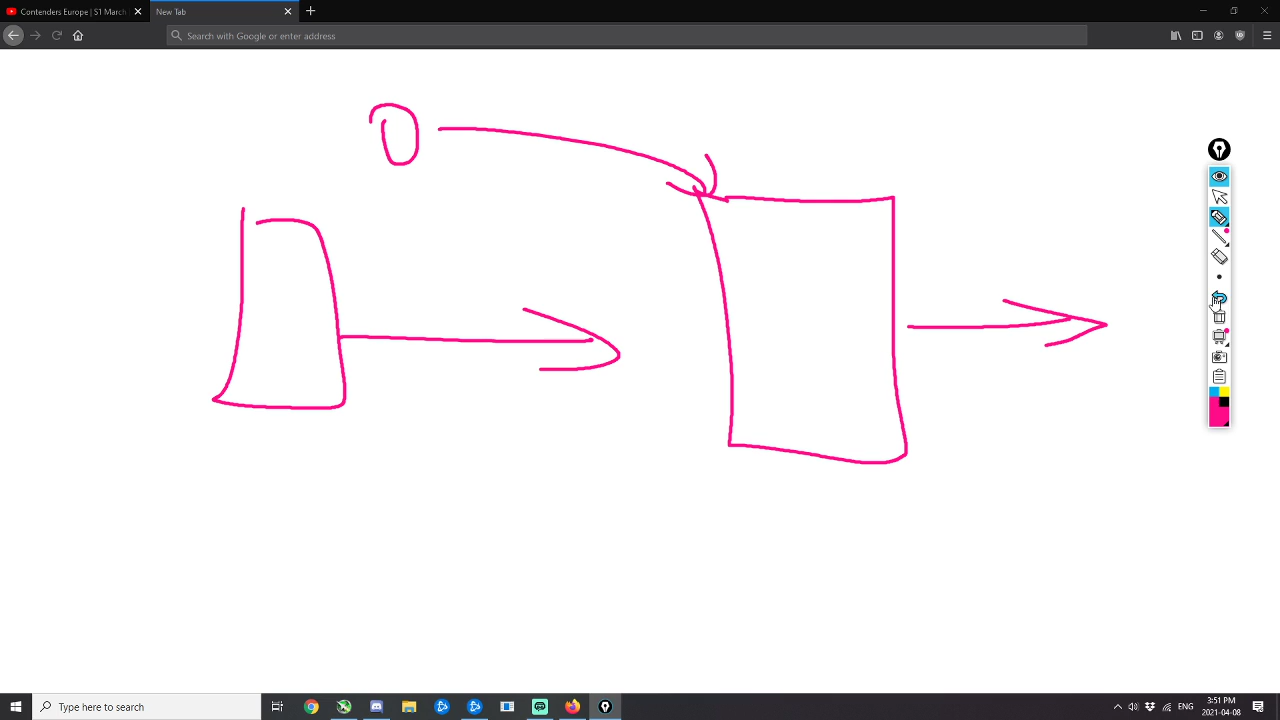 Contenders Europe | S1 March
New Tab
Search with Google or enter address
Type here to search
ENG
3:51 PM
2021-04-08